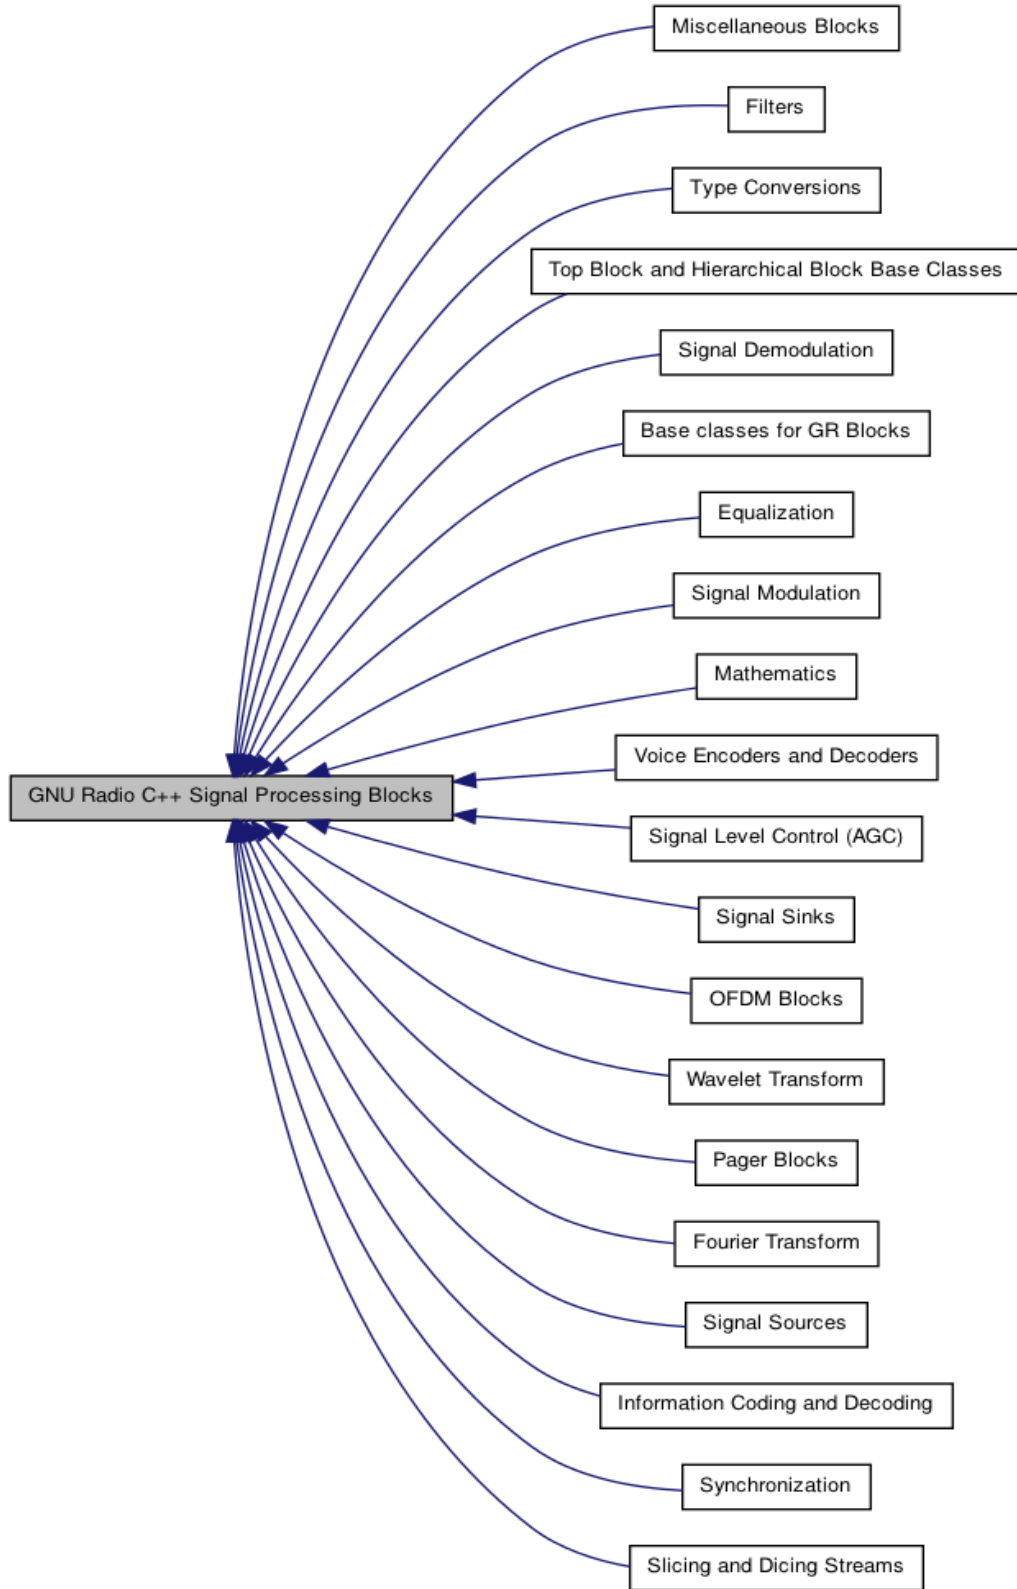 Miscellaneous Blocks
Filters
Type Conversions
Top Block and Hierarchical Block Base Classes
Signal Demodulation
Base classes for GR Blocks
Equalization
Signal Modulation
Mathematics
Voice Encoders and Decoders
GNU Radio C++ Signal Processing Blocks
Signal Level Control (AGC)
Signal Sinks
OFDM Blocks
Wavelet Transform
Pager Blocks
Fourier Transform
Signal Sources
Information Coding and Decoding
Synchronization
Slicing and Dicing Streams